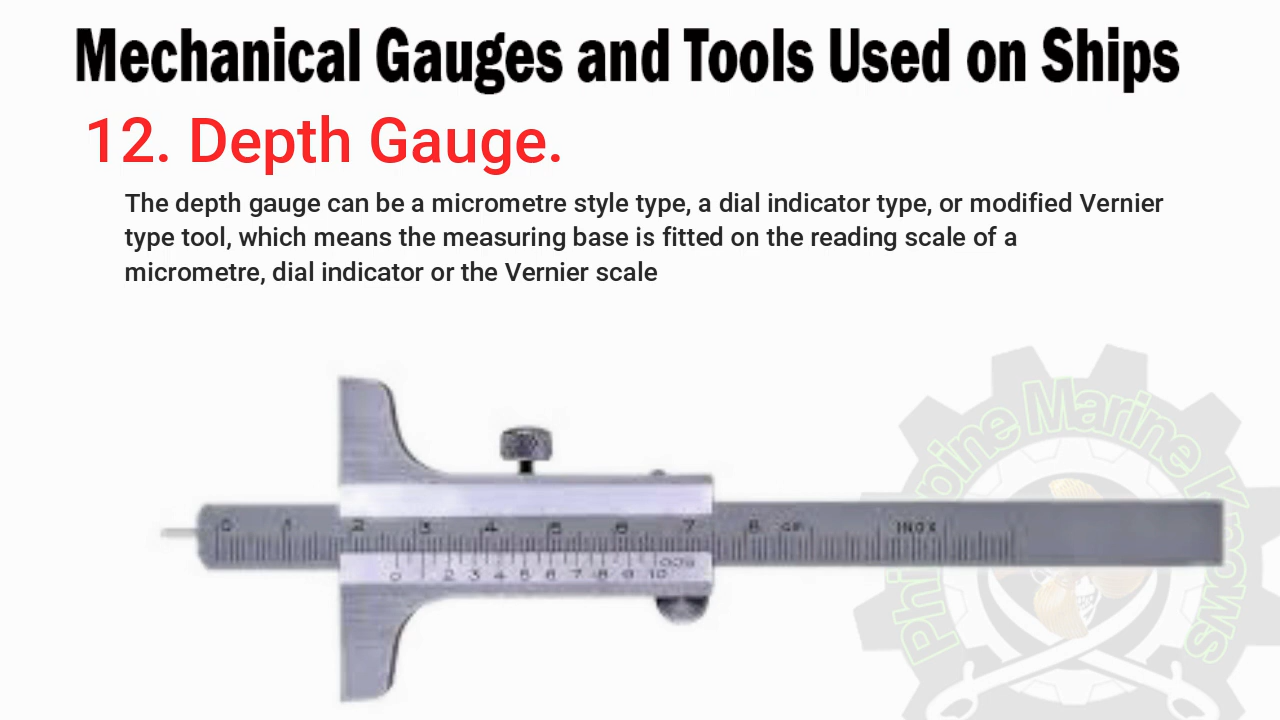 Mechanical Gauges and Tools Used on Ships
12. Depth Gauge.
The depth gauge can be a micrometre style type, a dial indicator type, or modified Vernier
type tool, which means the measuring base is fitted on the reading scale of a
micrometre, dial indicator or the Vernier scale
0 1 2 3 4 5 6 7 8 cm INOX
0 2 3 4 5 6 7 8 9 10
Marine